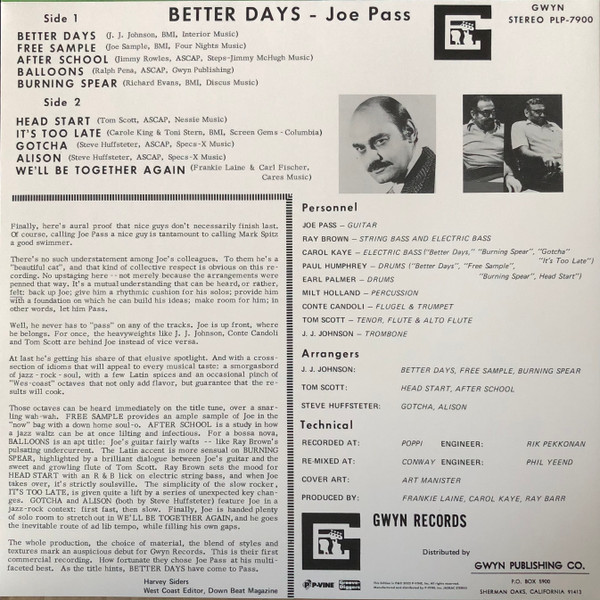 Side 1
BETTER DAYS - Joe Pass
GWYN
STEREO PLP-7900
BETTER DAYS (J. J. Johnson, BMI, Interior Music)
FREE SAMPLE (Joe Sample, BMI, Four Nights Music)
AFTER SCHOOL (Jimmy Rowles, ASCAP, Steps-Jimmy McHugh Music)
BALLOONS (Ralph Pena, ASCAP, Gwyn Publishing)
BURNING SPEAR (Richard Evans, BMI, Discus Music)
Side 2
HEAD START (Tom Scott, ASCAP, Nessie Music)
IT'S TOO LATE (Carole King & Toni Stern, BMI, Screen Gems-Columbia)
GOTCHA (Steve Huffsteter, ASCAP, Specs-X Music)
ALISON (Steve Huffsteter, ASCAP, Specs-X Music)
WE'LL BE TOGETHER AGAIN (Frankie Laine & Carl Fischer,
Cares Music)
Finally, here's aural proof that nice guys don't necessarily finish last.
Of course, calling Joe Pass a nice guy is tantamount to calling Mark Spitz
a good swimmer.
There's no such understatement among Joe's colleagues. To them he's a
"beautiful cat", and that kind of collective respect is obvious on this re-
cording. No upstaging here -- not merely because the arrangements were
penned that way. It's a mutual understanding that can be heard, or rather,
felt: back up Joe; give him a rhythmic cushion for his solos; provide him
with a foundation on which he can build his ideas; make room for him; in
other words, let him Pass.
Well, he never has to "pass" on any of the tracks. Joe is up front, where
he belongs. For once, the heavyweights like J. J. Johnson, Conte Candoli
and Tom Scott are behind Joe instead of vice versa.
At last he's getting his share of that elusive spotlight. And with a cross-
section of idioms that will appeal to every musical taste: a smorgasbord
of jazz-rock-soul, with a few Latin spices and an occasional pinch of
"Wes-coast" octaves that not only add flavor, but guarantee that the re-
sults will cook.
Those octaves can be heard immediately on the title tune, over a snar-
ling wah-wah. FREE SAMPLE provides an ample sample of Joe in the
"now" bag with a down home soul-o. AFTER SCHOOL is a study in how
a jazz waltz can be at once lilting and infectious. For a bossa nova,
BALLOONS is an apt title: Joe's guitar fairly waits -- like Ray Brown's
pulsating undercurrent. The Latin accent is more sensual on BURNING
SPEAR, highlighted by a brilliant dialogue between Joe's guitar and the
sweet and growling flute of Tom Scott. Ray Brown sets the mood for
HEAD START with an R & B lick on electric string bass, and when Joe
takes over, it's strictly soulville. The simplicity of the slow rocker,
IT'S TOO LATE, is given quite a lift by a series of unexpected key chan-
ges. GOTCHA and ALISON (both by Steve Huffsteter) feature Joe in a
jazz-rock context: first fast, then slow. Finally, Joe is handed plenty
of solo room to stretch out in WE'LL BE TOGETHER AGAIN, and he goes
the inevitable route of ad lib tempo, while filling his own gaps.
The whole production, the choice of material, the blend of styles and
textures mark an auspicious debut for Gwyn Records. This is their first
commercial recording. How fortunate they chose Joe Pass at his multi-
faceted best. As the title hints, BETTER DAYS have come to Pass.
Harvey Siders
West Coast Editor, Down Beat Magazine
Personnel
JOE PASS - GUITAR
RAY BROWN - STRING BASS AND ELECTRIC BASS
CAROL KAYE - ELECTRIC BASS ("Better Days," "Burning Spear", "Gotcha"
"It's Too Late")
PAUL HUMPHREY - DRUMS ("Better Days", "Free Sample",
"Burning Spear", Head Start")
EARL PALMER - DRUMS
MILT HOLLAND - PERCUSSION
CONTE CANDOLI - FLUGEL & TRUMPET
TOM SCOTT - TENOR, FLUTE & ALTO FLUTE
J. J. JOHNSON - TROMBONE
Arrangers
J. J. JOHNSON: BETTER DAYS, FREE SAMPLE, BURNING SPEAR
TOM SCOTT: HEAD START, AFTER SCHOOL
STEVE HUFFSTETER: GOTCHA, ALISON
Technical
RECORDED AT: POPPI ENGINEER: RIK PEKKONAN
RE-MIXED AT: CONWAY ENGINEER: PHIL YEEND
COVER ART: ART MANISTER
PRODUCED BY: FRANKIE LAINE, CAROL KAYE, RAY BARR
GWYN RECORDS
Distributed by
GWYN PUBLISHING CO.
P.O. BOX 5900
SHERMAN OAKS, CALIFORNIA 91413
P-VINE